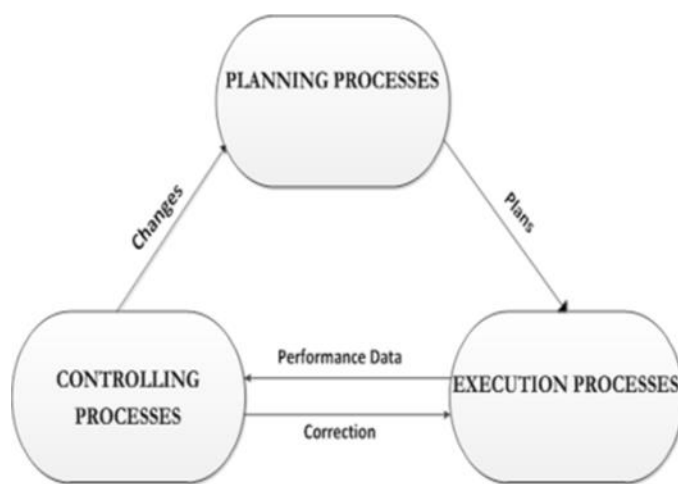 PLANNING PROCESSES
Changes
Plans
CONTROLLING
PROCESSES
Performance Data
Correction
EXECUTION PROCESSES